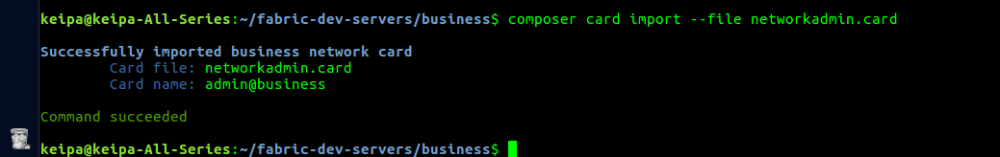 keipa@keipa-All-Series:~/fabric-dev-servers/business$ composer card import --file networkadmin.card
Successfully imported business network card
Card file: networkadmin.card
Card name: admin@business
Command succeeded
keipa@keipa-All-Series:~/fabric-dev-servers/business$